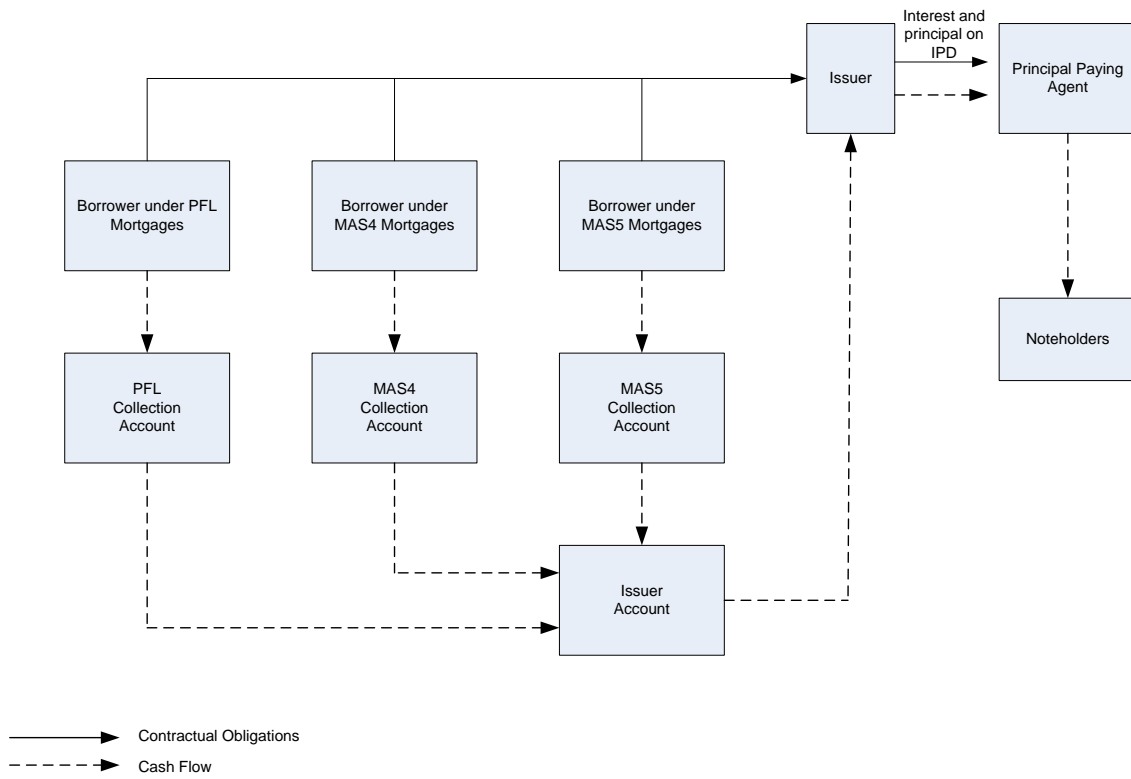 Interest and
principal on
IPD
Issuer
Principal Paying
Agent
Borrower under PFL
Mortgages
Borrower under
MAS4 Mortgages
Borrower under
MAS5 Mortgages
PFL
Collection
Account
MAS4
Collection
Account
MAS5
Collection
Account
Noteholders
Issuer
Account
Contractual Obligations
Cash Flow